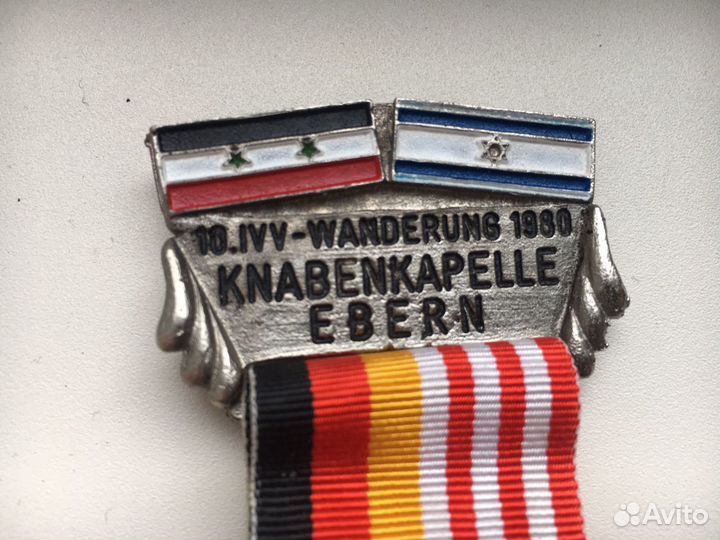 10.IVV-WANDERUNG 1980
KNABENKAPELLE
EBERN
Avito